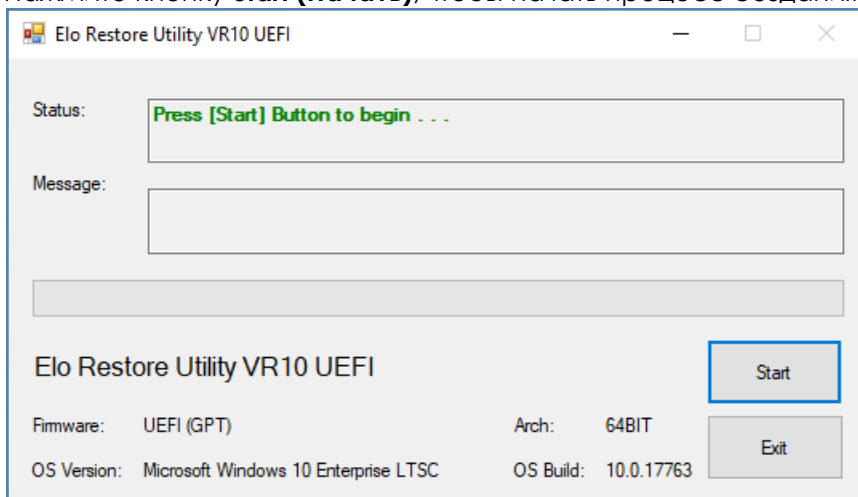 Elo Restore Utility VR10 UEFI
Status:
Press [Start] Button to begin . . .
Message:
Elo Restore Utility VR10 UEFI
Start
Firmware: UEFI (GPT) Arch: 64BIT
Exit
OS Version: Microsoft Windows 10 Enterprise LTSC OS Build: 10.0.17763